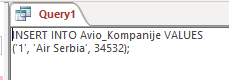 Query1
INSERT INTO Avio_Kompanije VALUES
('1', 'Air Serbia', 34532);